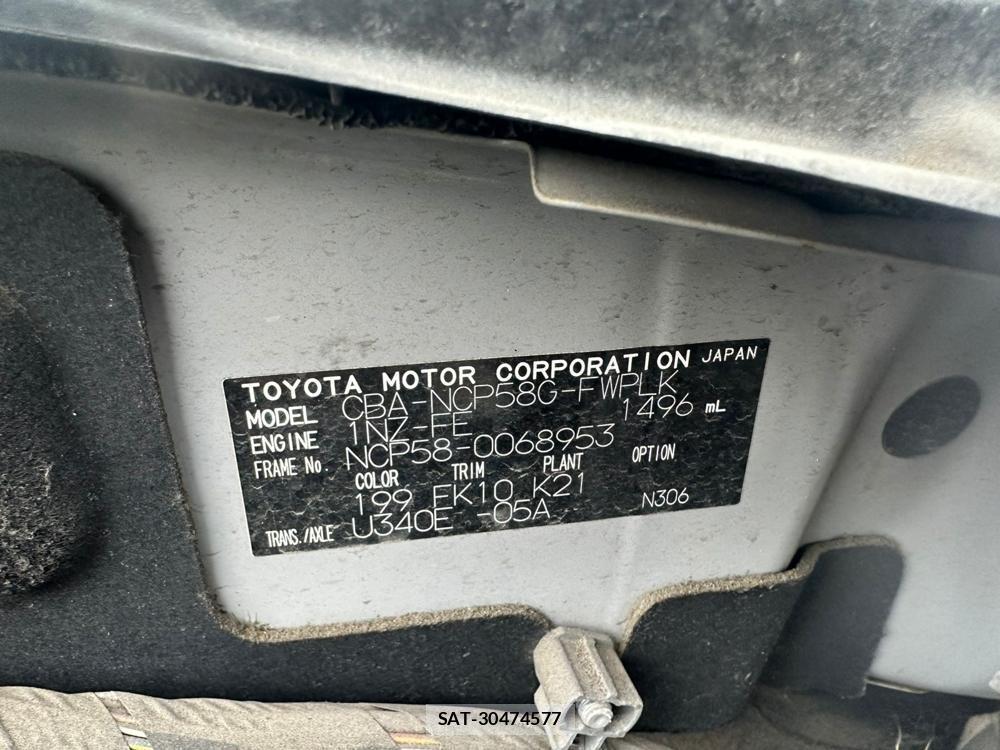 TOYOTA MOTOR CORPORATION JAPAN
MODEL CBA-NCP58G-FWPLK
ENGINE 1NZ-FE 1496 mL
FRAME No. NCP58-0068953
COLOR TRIM PLANT OPTION
199 FK10 K21 N306
TRANS./AXLE U340E -05A
SAT-30474577